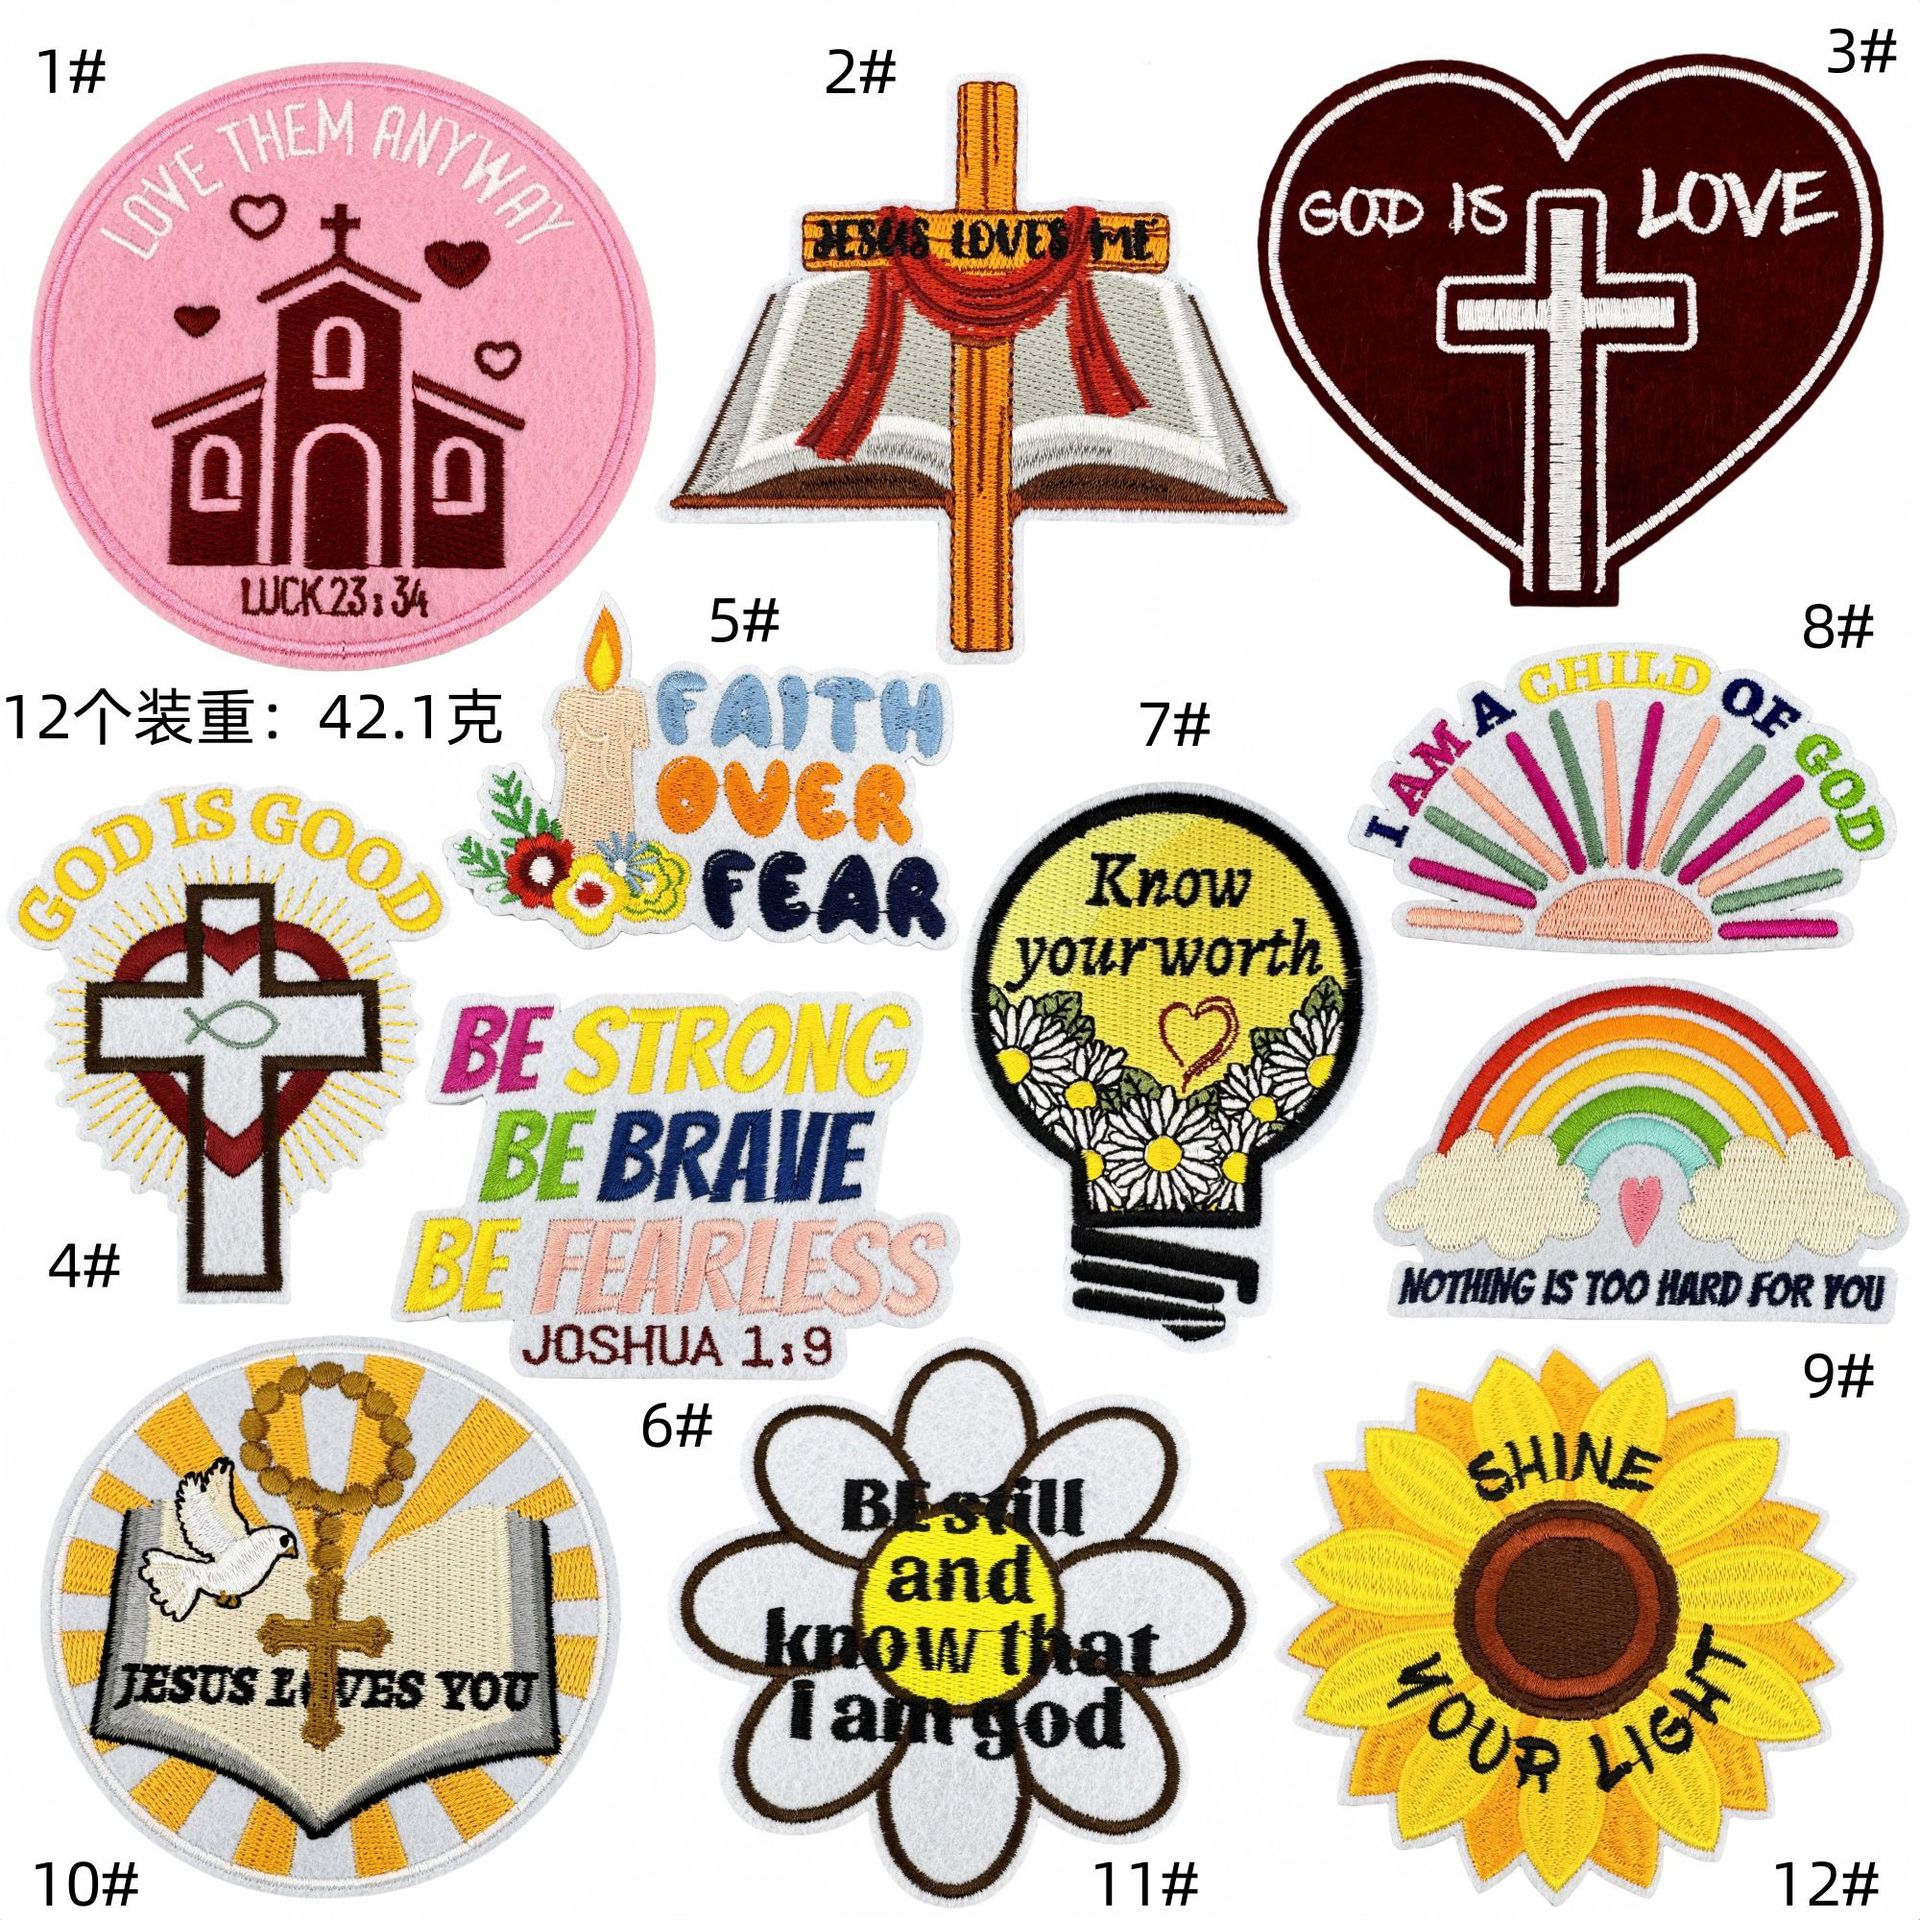 1#
LOVE THEM ANYWAY
LUCK 23:34
2#
JESUS LOVES ME
3#
GOD IS LOVE
12个装重：42.1克
5#
FAITH
OVER
FEAR
8#
I AM A CHILD OF GOD
7#
Know
your worth
GOD IS GOOD
4#
BE STRONG
BE BRAVE
BE FEARLESS
JOSHUA 1:9
6#
NOTHING IS TOO HARD FOR YOU
9#
JESUS LOVES YOU
10#
BE still
and
know that
i am god
11#
SHINE
YOUR LIGHT
12#